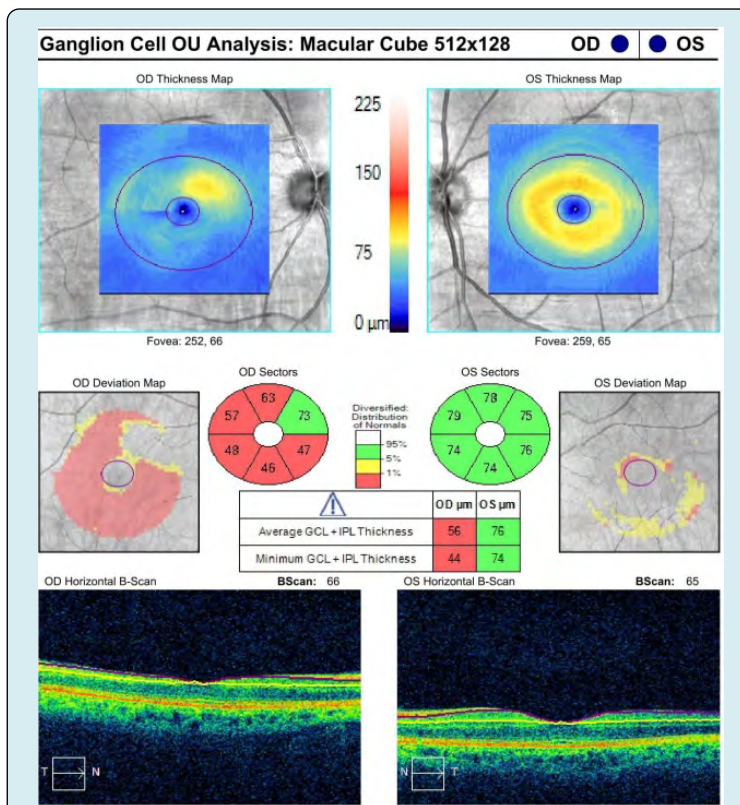 Ganglion Cell OU Analysis: Macular Cube 512x128 OD OS
OD Thickness Map
OS Thickness Map
225
150
75
0 µm
Fovea: 252, 66
Fovea: 259, 65
OD Deviation Map
OD Sectors
OS Sectors
OS Deviation Map
63
57 73
48 47
46
Diversified:
Distribution
of Normals
95%
5%
1%
78
79 75
74 76
74
OD µm OS µm
Average GCL + IPL Thickness 56 76
Minimum GCL + IPL Thickness 44 74
OD Horizontal B-Scan BScan: 66
OS Horizontal B-Scan BScan: 65
T N
N T